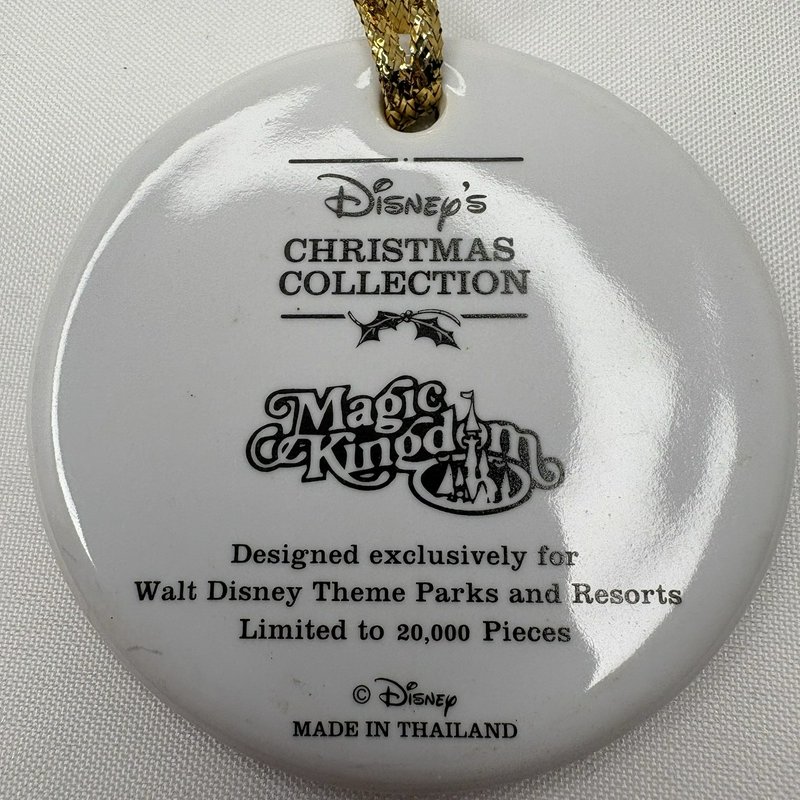 Disney's
CHRISTMAS
COLLECTION
Magic
Kingdom
Designed exclusively for
Walt Disney Theme Parks and Resorts
Limited to 20,000 Pieces
© Disney
MADE IN THAILAND